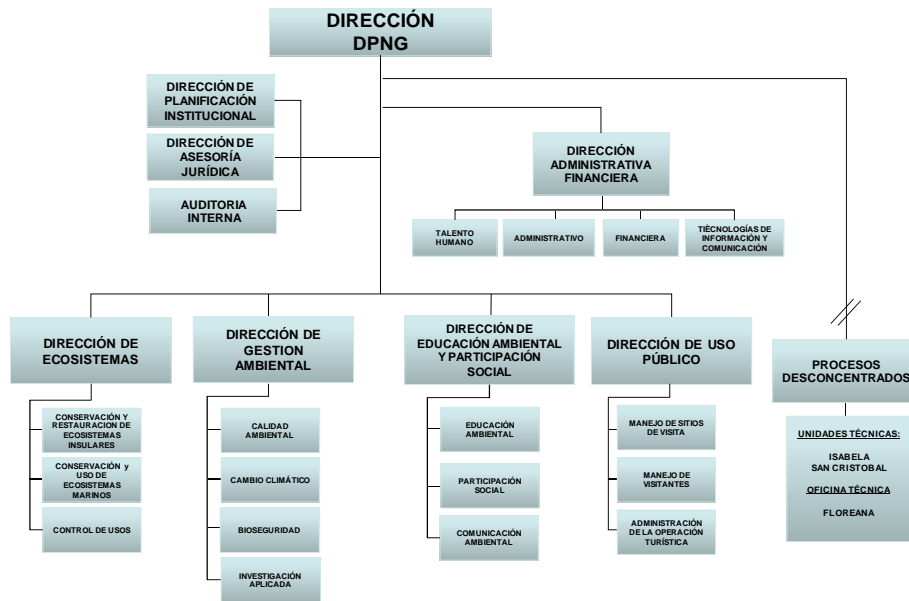 DIRECCIÓN
DPNG
DIRECCIÓN DE
PLANIFICACIÓN
INSTITUCIONAL
DIRECCIÓN DE
ASESORÍA
JURÍDICA
AUDITORIA
INTERNA
DIRECCIÓN
ADMINISTRATIVA
FINANCIERA
TALENTO
HUMANO
ADMINISTRATIVO
FINANCIERA
TIÉCNOLOGÍAS DE
INFORMACIÓN Y
COMUNICACIÓN
DIRECCIÓN DE
ECOSISTEMAS
CONSERVACIÓN Y
RESTAURACION DE
ECOSISTEMAS
INSULARES
CONSERVACIÓN y
USO DE
ECOSISTEMAS
MARINOS
CONTROL DE USOS
DIRECCIÓN DE
GESTION
AMBIENTAL
CALIDAD
AMBIENTAL
CAMBIO CLIMÁTICO
BIOSEGURIDAD
INVESTIGACIÓN
APLICADA
DIRECCIÓN DE
EDUCACIÓN AMBIENTAL
Y PARTICIPACIÓN
SOCIAL
EDUCACIÓN
AMBIENTAL
PARTICIPACIÓN
SOCIAL
COMUNICACIÓN
AMBIENTAL
DIRECCIÓN DE USO
PÚBLICO
MANEJO DE SITIOS
DE VISITA
MANEJO DE
VISITANTES
ADMINISTRACIÓN
DE LA OPERACIÓN
TURÍSTICA
PROCESOS
DESCONCENTRADOS
UNIDADES TÉCNICAS:
ISABELA
SAN CRISTOBAL
OFICINA TÉCNICA
FLOREANA